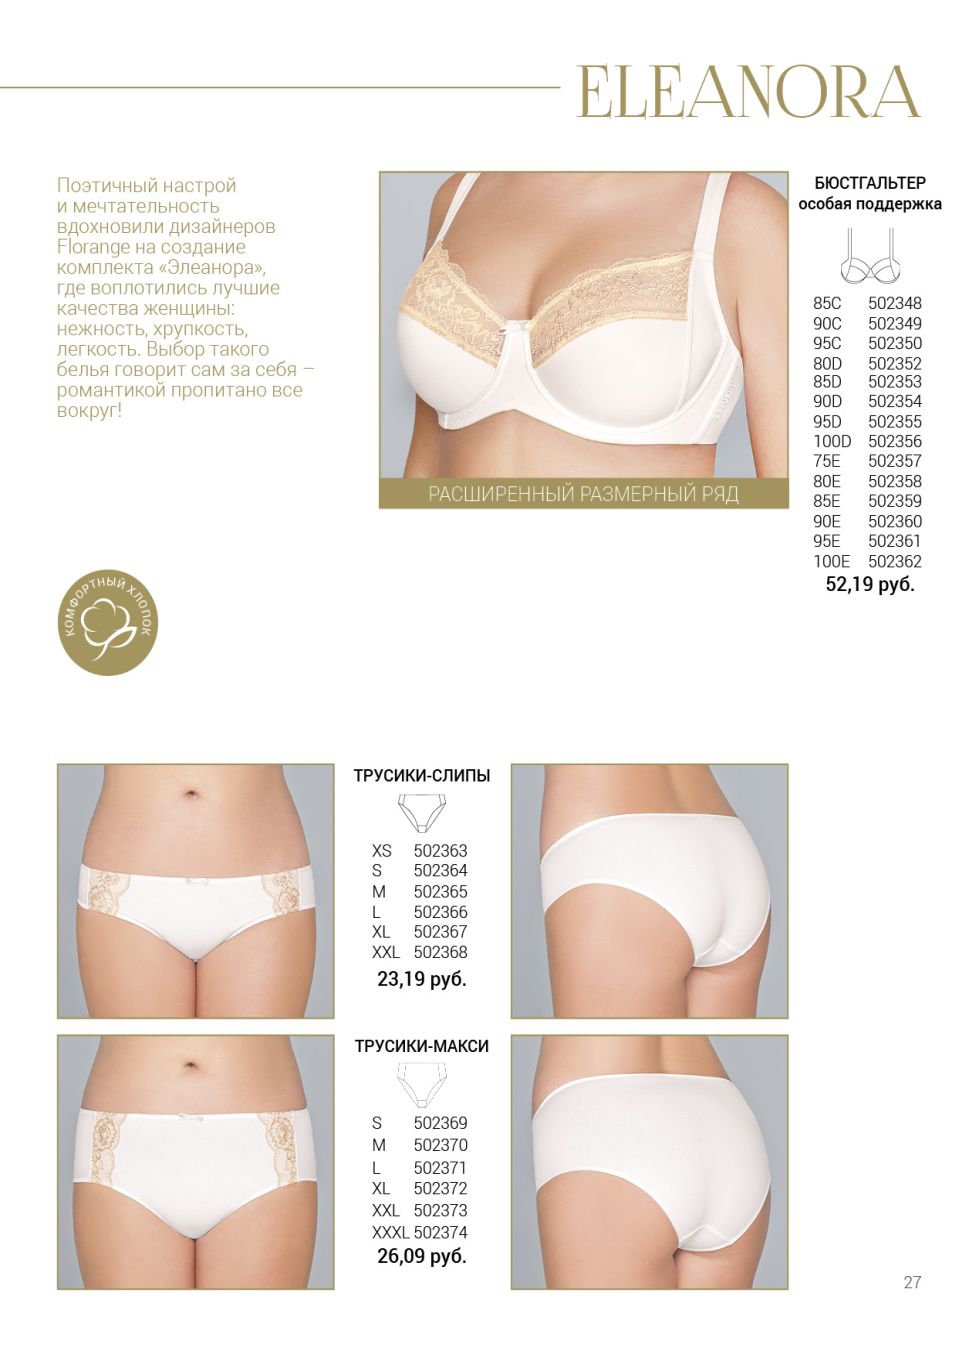 ELEANORA
Поэтичный настрой
и мечтательность
вдохновили дизайнеров
Florange на создание
комплекта «Элеанора»,
где воплотились лучшие
качества женщины:
нежность, хрупкость,
легкость. Выбор такого
белья говорит сам за себя –
романтикой пропитано все
вокруг!
РАСШИРЕННЫЙ РАЗМЕРНЫЙ РЯД
БЮСТГАЛЬТЕР
особая поддержка
85C 502348
90C 502349
95C 502350
80D 502352
85D 502353
90D 502354
95D 502355
100D 502356
75E 502357
80E 502358
85E 502359
90E 502360
95E 502361
100E 502362
52,19 руб.
КОМФОРТНЫЙ ХЛОПОК
ТРУСИКИ-СЛИПЫ
XS 502363
S 502364
M 502365
L 502366
XL 502367
XXL 502368
23,19 руб.
ТРУСИКИ-МАКСИ
S 502369
M 502370
L 502371
XL 502372
XXL 502373
XXXL 502374
26,09 руб.
27